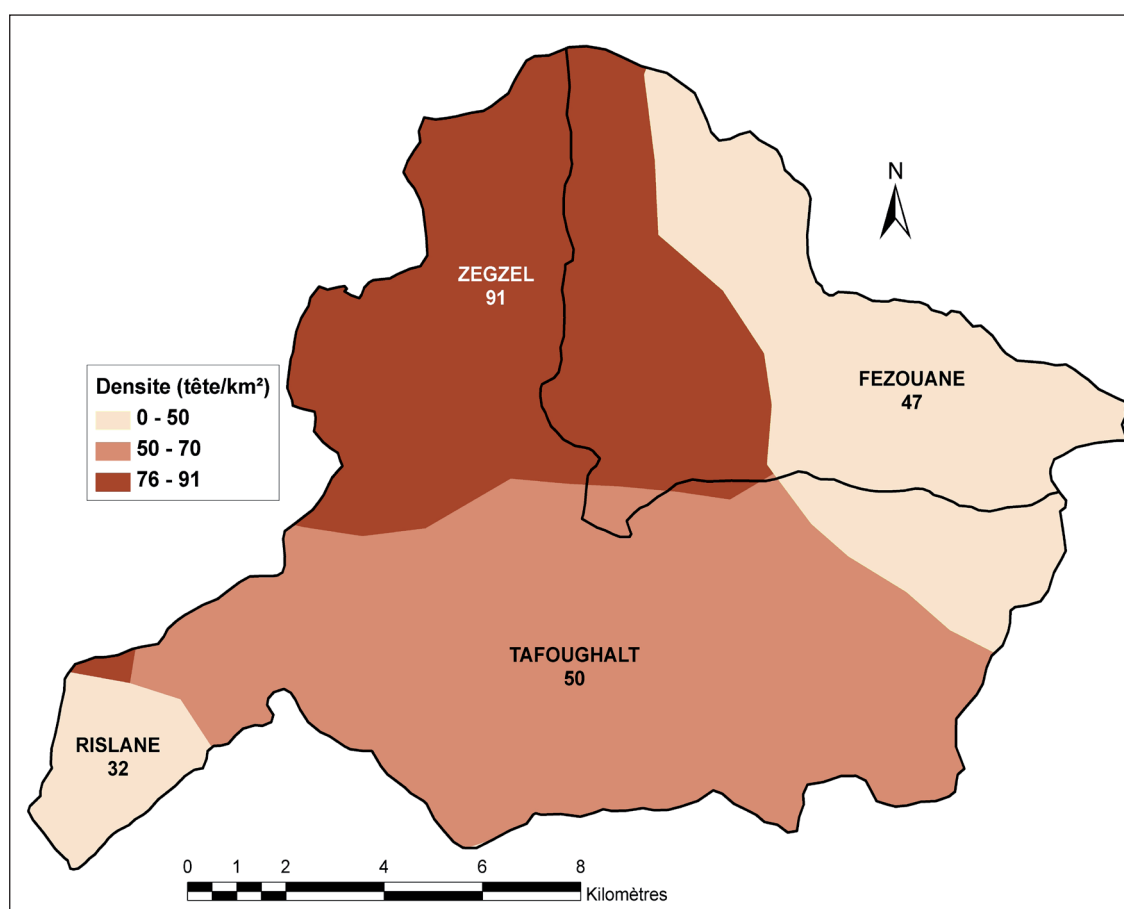 N
ZEGZEL
91
FEZOUANE
47
Densite (tête/km²)
0 - 50
50 - 70
76 - 91
TAFOUGHALT
50
RISLANE
32
0 1 2 4 6 8
Kilomètres